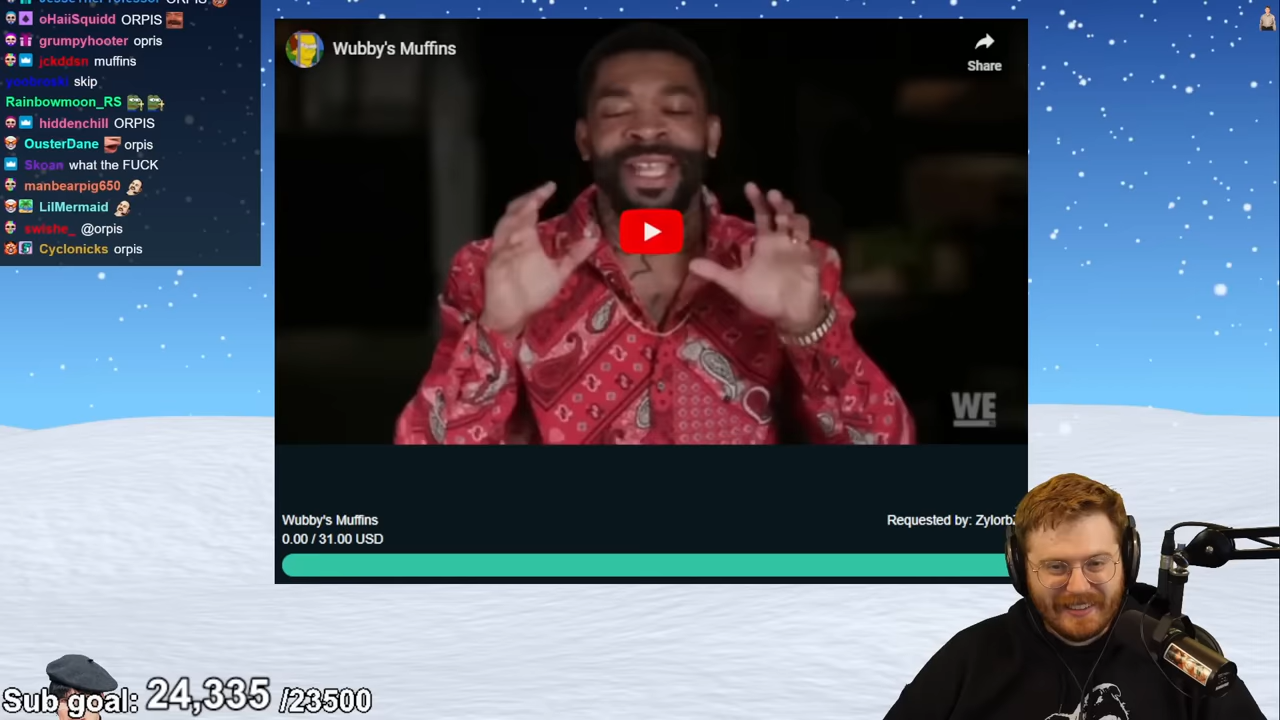 ORPIS
oHaiiSquidd ORPIS
grumpyhooter opris
jckddsn muffins
skip
Rainbowmoon_RS
hiddenchill ORPIS
OusterDane orpis
Skoan what the FUCK
manbearpig650
LilMermaid
swishe_ @orpis
Cyclonicks orpis
Wubby's Muffins
Share
WE
Wubby's Muffins
Requested by:
0.00 / 31.00 USD
Sub goal: 24,335 /23500